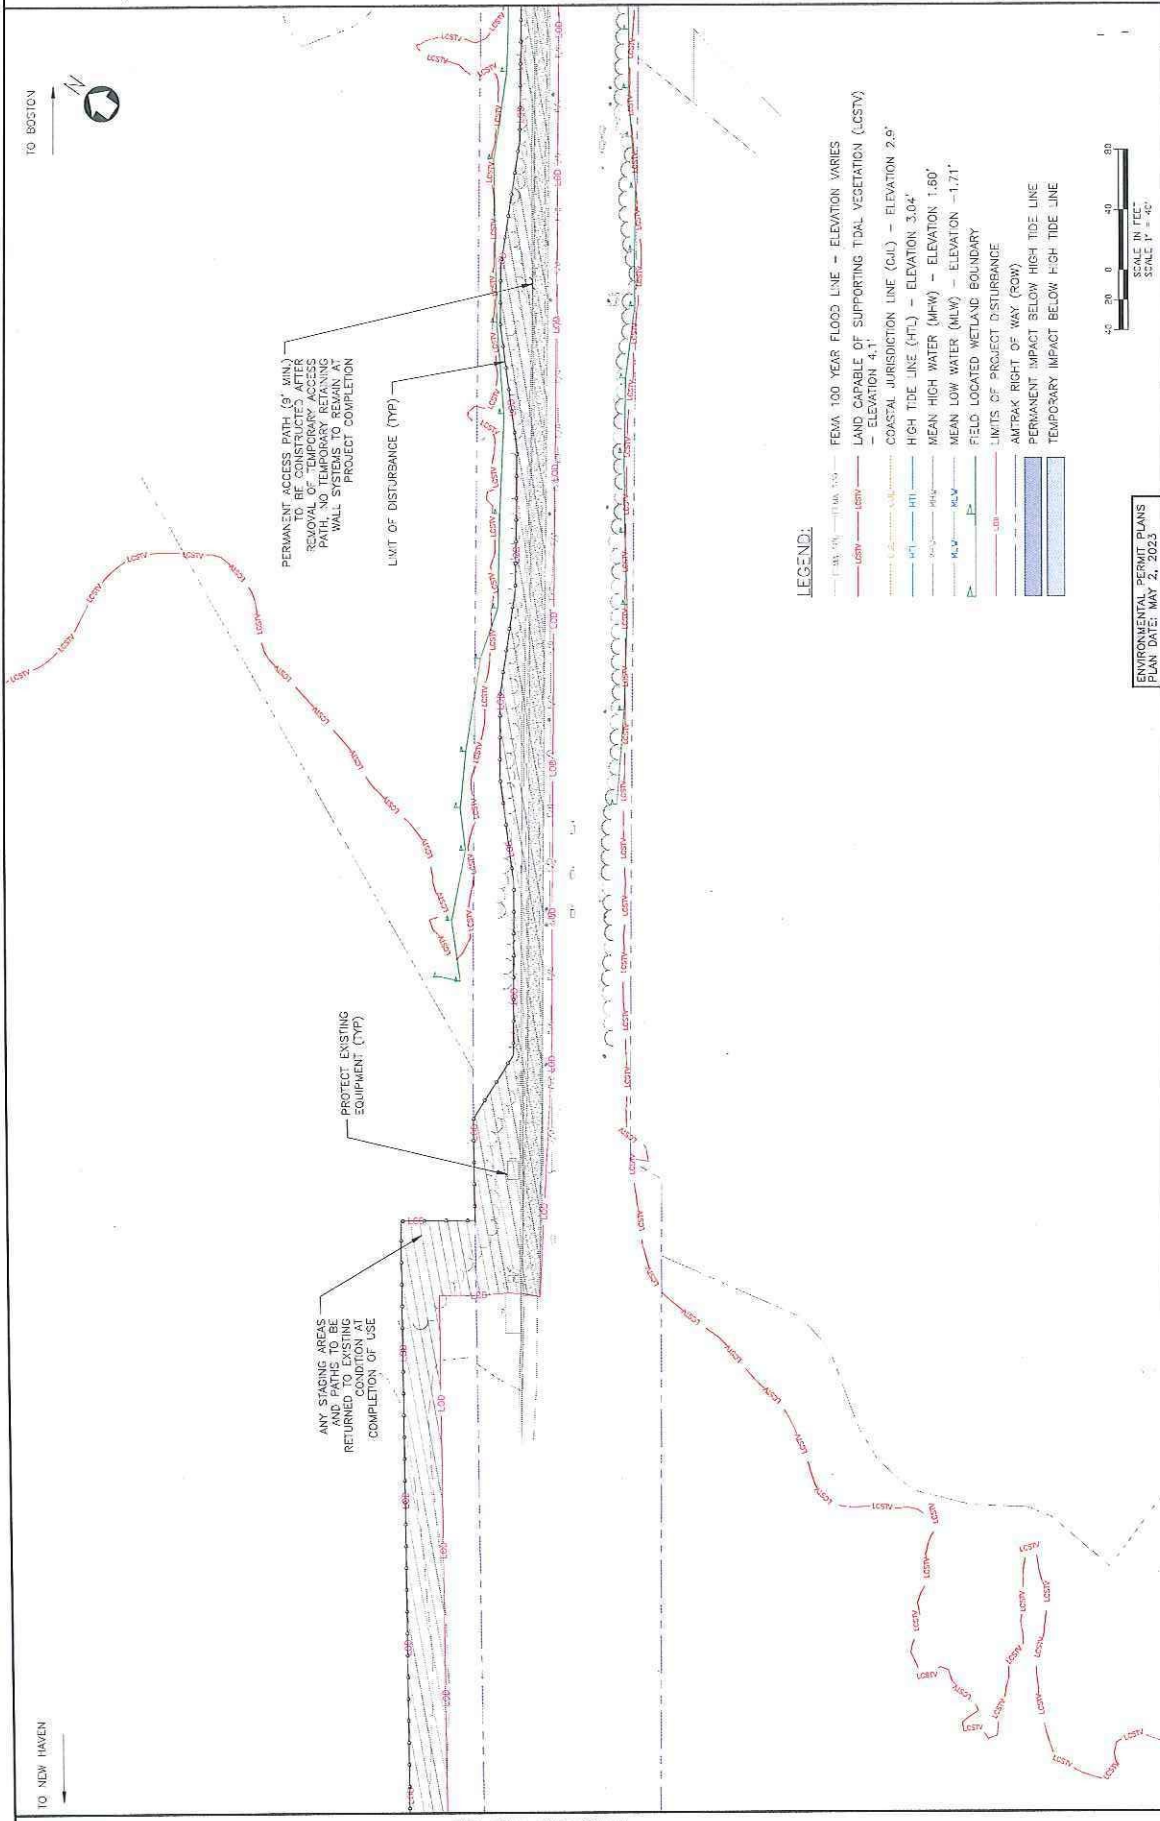 TO NEW HAVEN
TO BOSTON
N
ANY STAGING AREAS
AND PATHS TO BE
RETURNED TO EXISTING
CONDITION AT
COMPLETION OF USE
PROTECT EXISTING
EQUIPMENT (TYP)
PERMANENT ACCESS PATH (9' MIN.)
TO BE CONSTRUCTED AFTER
REMOVAL OF TEMPORARY ACCESS
PATH, NO TEMPORARY RETAINING
WALL SYSTEMS TO REMAIN AT
PROJECT COMPLETION
LIMIT OF DISTURBANCE (TYP)
LCSTV
LOD
LEGEND:
FEMA 100 YEAR FLOOD LINE - ELEVATION VARIES
LCSTV LAND CAPABLE OF SUPPORTING TIDAL VEGETATION (LCSTV)
- ELEVATION 4.1'
COASTAL JURISDICTION LINE (CJL) - ELEVATION 2.9'
HTL HIGH TIDE LINE (HTL) - ELEVATION 3.04'
MHW MEAN HIGH WATER (MHW) - ELEVATION 1.60'
MLW MEAN LOW WATER (MLW) - ELEVATION -1.71'
FIELD LOCATED WETLAND BOUNDARY
LOD LIMITS OF PROJECT DISTURBANCE
AMTRAK RIGHT OF WAY (ROW)
PERMANENT IMPACT BELOW HIGH TIDE LINE
TEMPORARY IMPACT BELOW HIGH TIDE LINE
40 20 0 40 80
SCALE IN FEET
SCALE 1" = 40'
ENVIRONMENTAL PERMIT PLANS
PLAN DATE: MAY 2, 2023